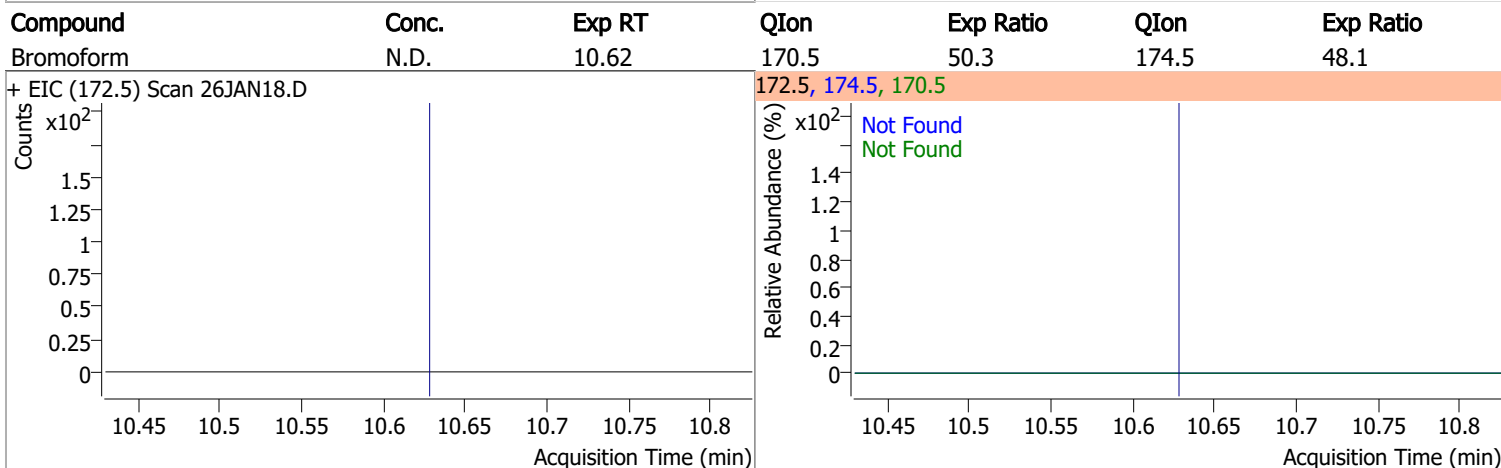 Compound Conc. Exp RT QIon Exp Ratio QIon Exp Ratio
Bromoform N.D. 10.62 170.5 50.3 174.5 48.1
+ EIC (172.5) Scan 26JAN18.D
Counts
x10²
1.5
1.25
1
0.75
0.5
0.25
0
10.45 10.5 10.55 10.6 10.65 10.7 10.75 10.8
Acquisition Time (min)
172.5, 174.5, 170.5
Relative Abundance (%)
x10²
Not Found
Not Found
1.4
1.2
1
0.8
0.6
0.4
0.2
0
10.45 10.5 10.55 10.6 10.65 10.7 10.75 10.8
Acquisition Time (min)